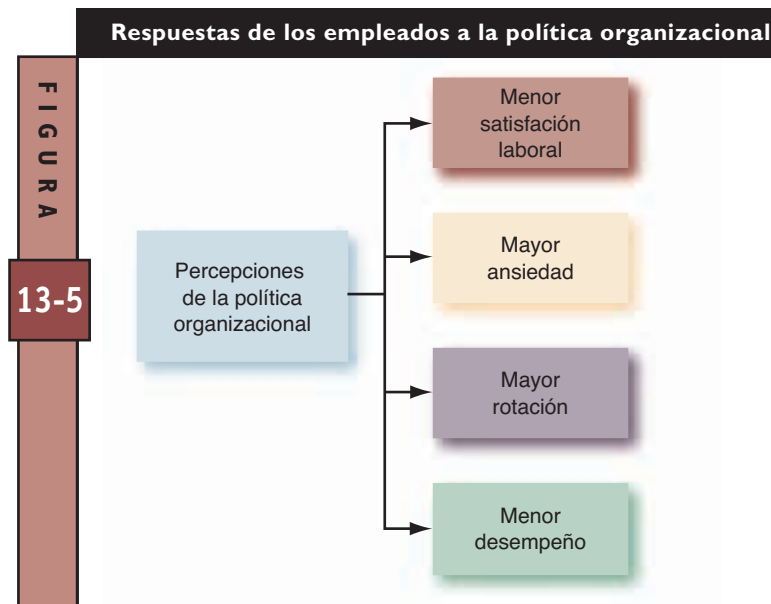 Respuestas de los empleados a la política organizacional
FIGURA
13-5
Percepciones
de la política
organizacional
Menor
satisfacción
laboral
Mayor
ansiedad
Mayor
rotación
Menor
desempeño